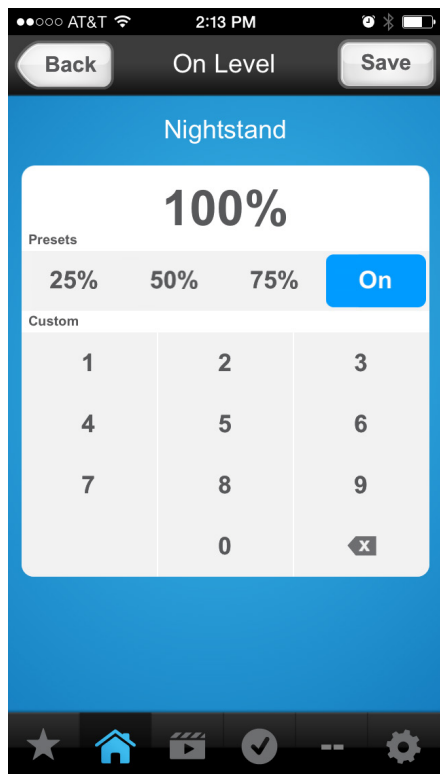 AT&T 2:13 PM
Back On Level Save
Nightstand
100%
Presets
25% 50% 75% On
Custom
1 2 3
4 5 6
7 8 9
0 x
--